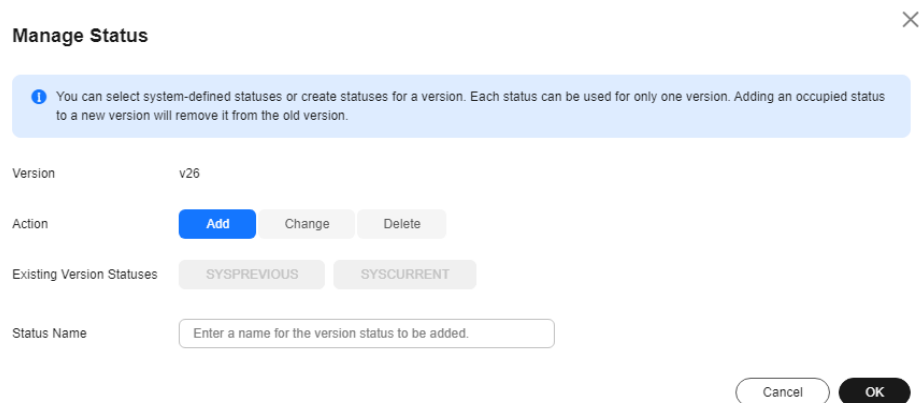 Manage Status
You can select system-defined statuses or create statuses for a version. Each status can be used for only one version. Adding an occupied status
to a new version will remove it from the old version.
Version v26
Action Add Change Delete
Existing Version Statuses SYSPREVIOUS SYSCURRENT
Status Name Enter a name for the version status to be added.
Cancel OK